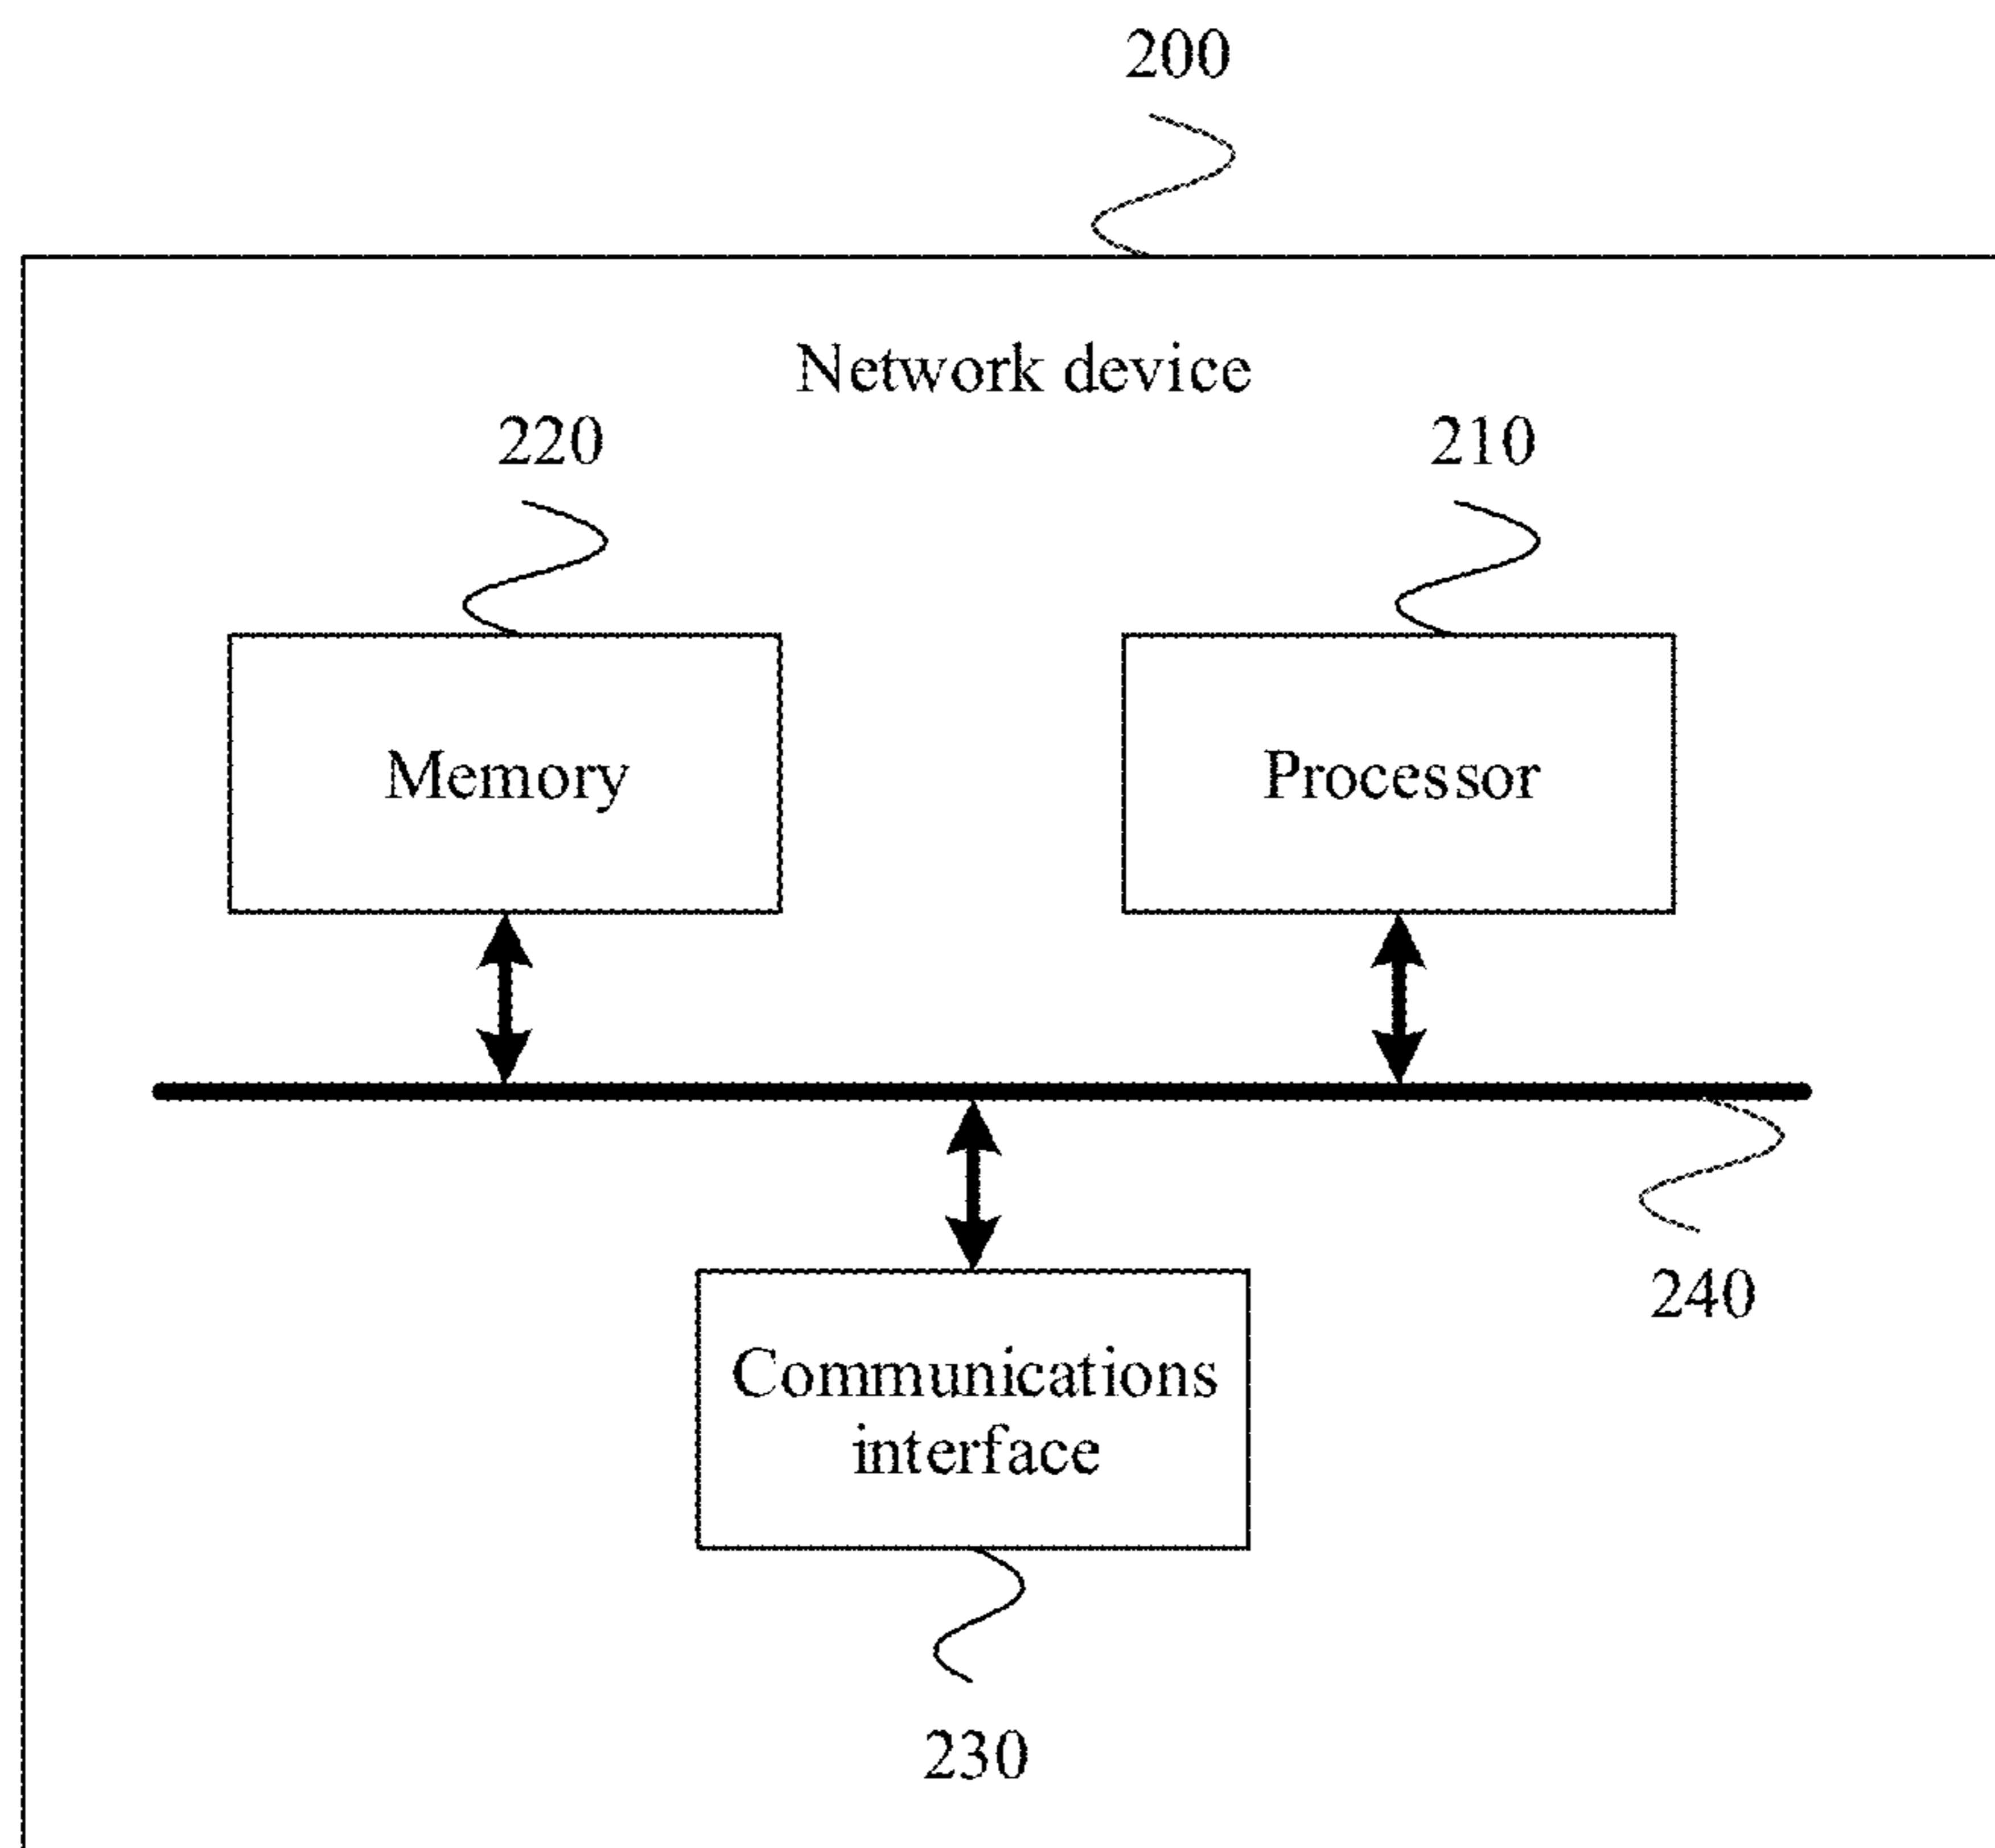 200
Network device
220
210
Memory
Processor
240
Communications
interface
230